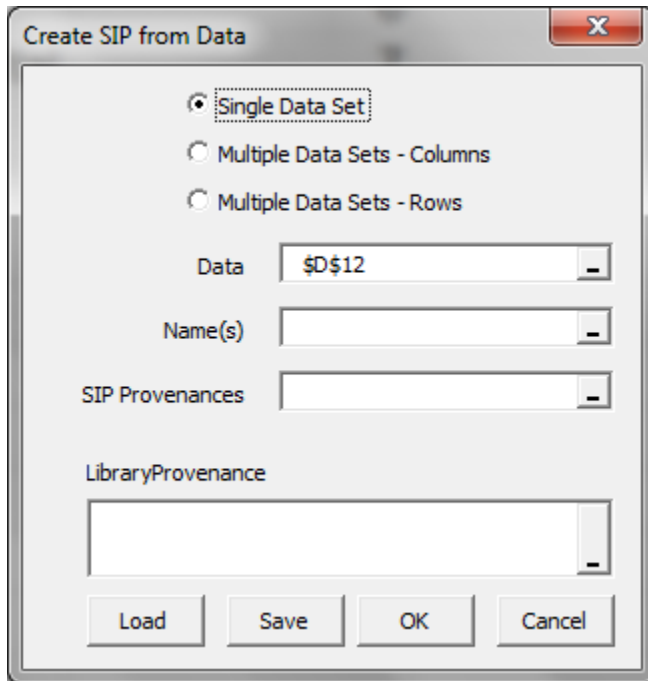 Create SIP from Data
Single Data Set
Multiple Data Sets - Columns
Multiple Data Sets - Rows
Data $D$12
Name(s)
SIP Provenances
LibraryProvenance
Load Save OK Cancel